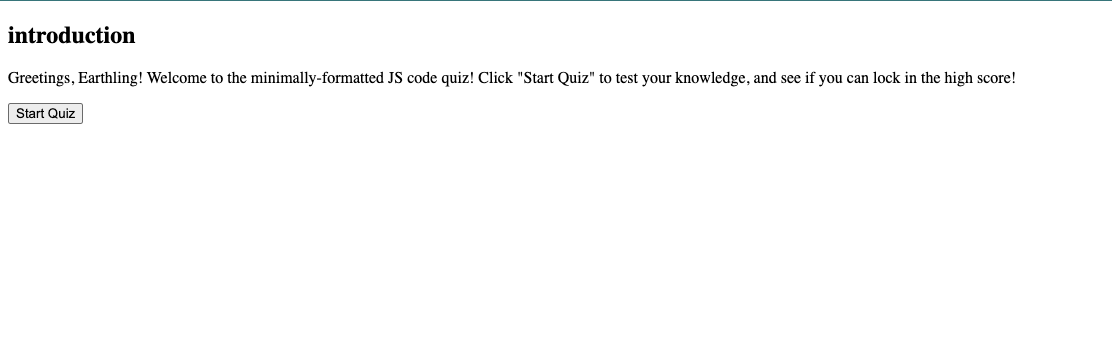 introduction
Greetings, Earthling! Welcome to the minimally-formatted JS code quiz! Click "Start Quiz" to test your knowledge, and see if you can lock in the high score!
Start Quiz